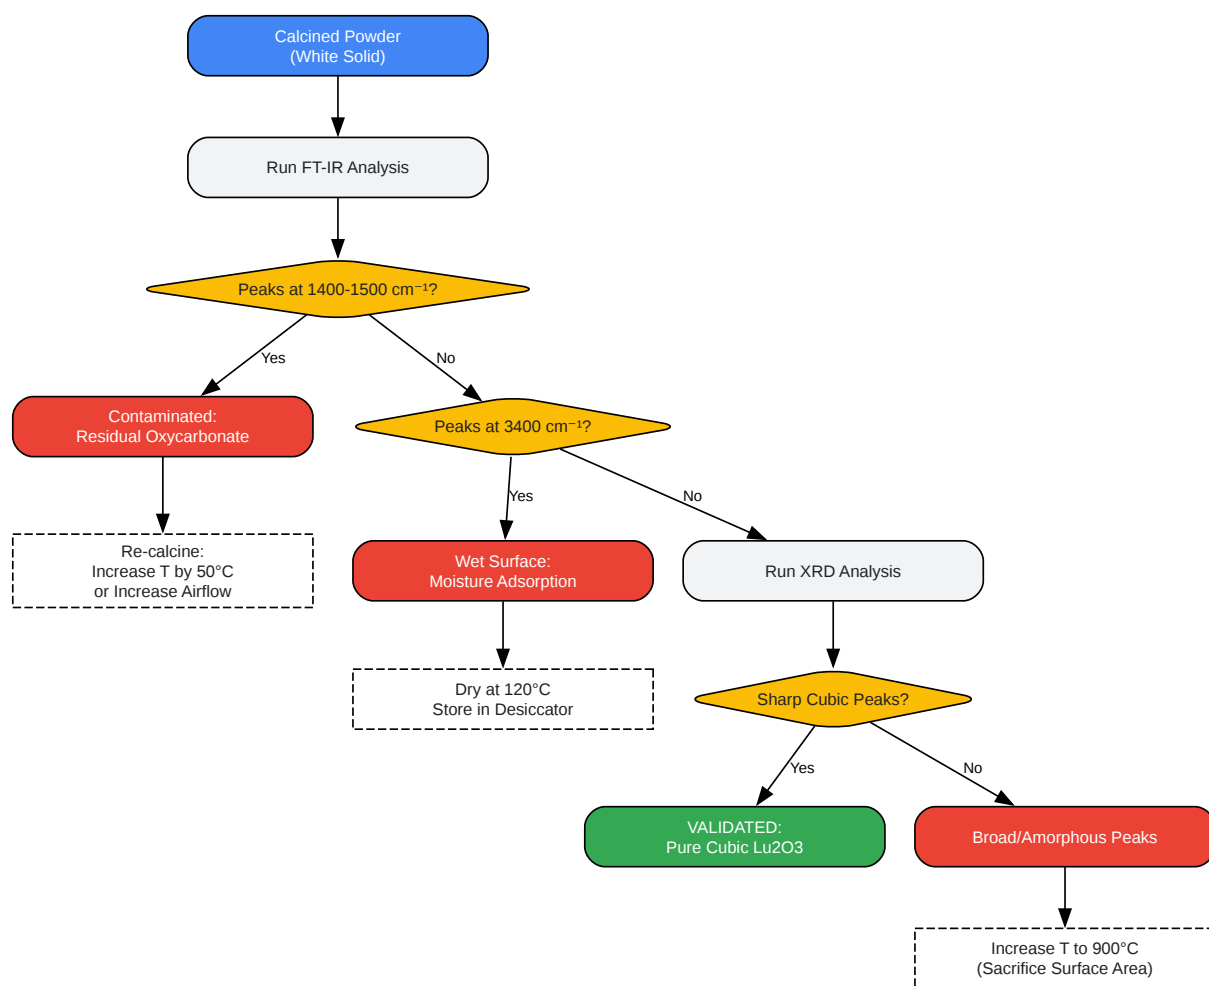 Calcined Powder
(White Solid)
Run FT-IR Analysis
Peaks at 1400-1500 cm⁻¹?
Yes
No
Contaminated:
Residual Oxycarbonate
Peaks at 3400 cm⁻¹?
Re-calcine:
Increase T by 50°C
or Increase Airflow
Yes
No
Wet Surface:
Moisture Adsorption
Run XRD Analysis
Dry at 120°C
Store in Desiccator
Sharp Cubic Peaks?
Yes
No
VALIDATED:
Pure Cubic Lu2O3
Broad/Amorphous Peaks
Increase T to 900°C
(Sacrifice Surface Area)